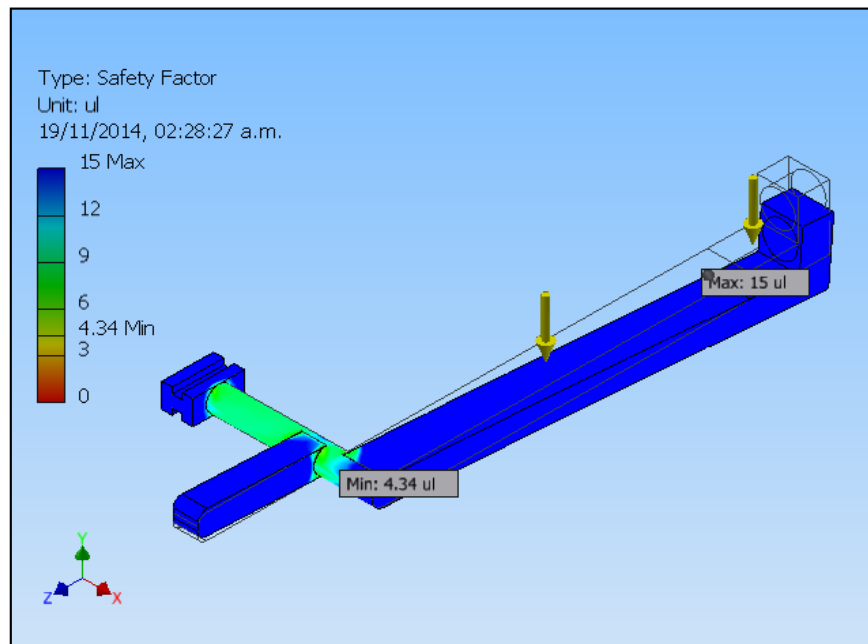 Type: Safety Factor
Unit: ul
19/11/2014, 02:28:27 a.m.
15 Max
12
9
6
4.34 Min
3
0
Max: 15 ul
Min: 4.34 ul
Y
Z
X